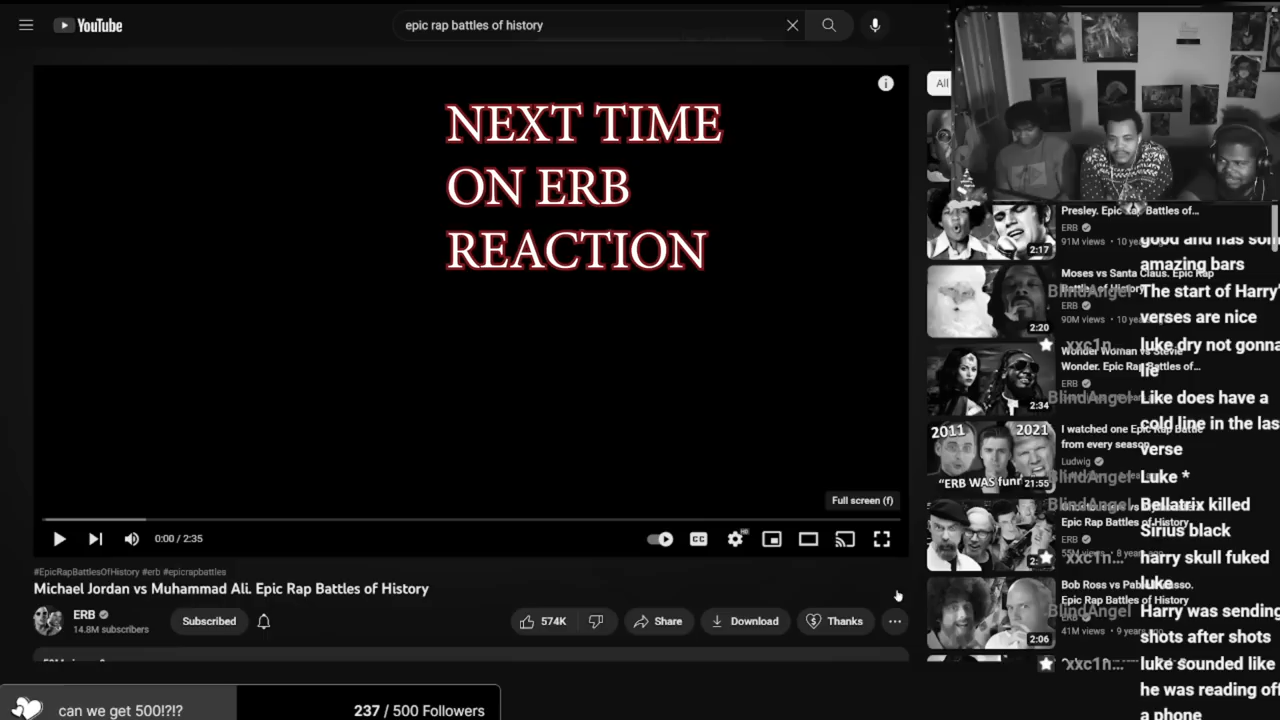 YouTube
epic rap battles of history
All
NEXT TIME
ON ERB
REACTION
Full screen (f)
0:00 / 2:35
CC
HD
#EpicRapBattlesOfHistory #erb #epicrapbattles
Michael Jordan vs Muhammad Ali. Epic Rap Battles of History
ERB
14.8M subscribers
Subscribed
574K
Share
Download
Thanks
can we get 500!?!?
237 / 500 Followers
Presley. Epic Rap Battles of...
ERB
91M views
2:17
Moses vs Santa Claus. Epic Rap
Battles of History
ERB
90M views
2:20
Wonder Woman vs Stevie
Wonder. Epic Rap Battles of...
ERB
2:34
2011
2021
"ERB WAS funr
21:55
I watched one Epic Rap Battle
from every season
Ludwig
Epic Rap Battles of History
ERB
55M views
Bob Ross vs Pablo Picasso.
Epic Rap Battles of History
ERB
41M views
2:06
good and has som
amazing bars
BlindAngel The start of Harry'
verses are nice
xxc1n luke dry not gonna
lie
BlindAngel Like does have a
cold line in the las
verse
BlindAngel Luke *
BlindAngel Bellatrix killed
Sirius black
xxc1n... harry skull fuked
luke
BlindAngel Harry was sending
shots after shots
xxc1n... luke sounded like
he was reading off
a phone